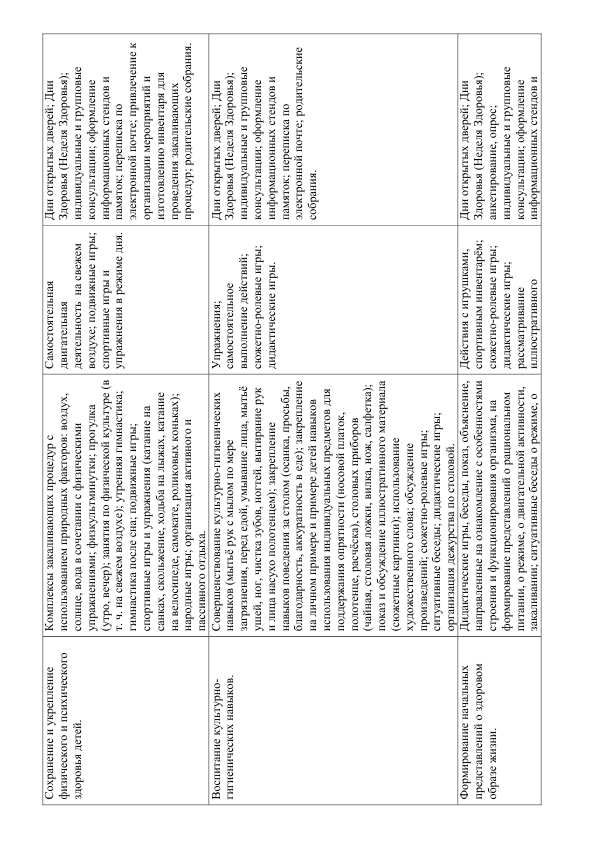 Сохранение и укрепление
физического и психического
здоровья детей.
Комплексы закаливающих процедур с
использованием природных факторов: воздух,
солнце, вода в сочетании с физическими
упражнениями; физкультминутки; прогулка
(утро, вечер); занятия по физической культуре (в
т. ч. на свежем воздухе); утренняя гимнастика;
гимнастика после сна; подвижные игры;
спортивные игры и упражнения (катание на
санках, скольжение, ходьба на лыжах, катание
на велосипеде, самокате, роликовых коньках);
народные игры; организация активного и
пассивного отдыха.
Самостоятельная
двигательная
деятельность на свежем
воздухе; подвижные игры;
спортивные игры и
упражнения в режиме дня.
Дни открытых дверей; Дни
Здоровья (Неделя Здоровья);
индивидуальные и групповые
консультации; оформление
информационных стендов и
памяток; переписка по
электронной почте; привлечение к
организации мероприятий и
изготовлению инвентаря для
проведения закаливающих
процедур; родительские собрания.
Воспитание культурно-
гигиенических навыков.
Совершенствование культурно-гигиенических
навыков (мытьё рук с мылом по мере
загрязнения, перед едой, умывание лица, мытьё
ушей, ног, чистка зубов, ногтей, вытирание рук
и лица насухо полотенцем); закрепление
навыков поведения за столом (осанка, просьбы,
благодарность, аккуратность в еде); закрепление
на личном примере и примере детей навыков
использования индивидуальных предметов для
поддержания опрятности (носовой платок,
полотенце, расчёска), столовых приборов
(чайная, столовая ложки, вилка, нож, салфетка);
показ и обсуждение иллюстративного материала
(сюжетные картинки); использование
художественного слова; обсуждение
произведений; сюжетно-ролевые игры;
ситуативные беседы; дидактические игры;
организация дежурства по столовой.
Упражнения;
самостоятельное
выполнение действий;
сюжетно-ролевые игры;
дидактические игры.
Дни открытых дверей; Дни
Здоровья (Неделя Здоровья);
индивидуальные и групповые
консультации; оформление
информационных стендов и
памяток; переписка по
электронной почте; родительские
собрания.
Формирование начальных
представлений о здоровом
образе жизни.
Дидактические игры, беседы, показ, объяснение,
направленные на ознакомление с особенностями
строения и функционирования организма, на
формирование представлений о рациональном
питании, о режиме, о двигательной активности,
закаливании; ситуативные беседы о режиме, о
Действия с игрушками,
спортивным инвентарём;
сюжетно-ролевые игры;
дидактические игры;
рассматривание
иллюстративного
Дни открытых дверей; Дни
Здоровья (Неделя Здоровья);
анкетирование, опрос;
индивидуальные и групповые
консультации; оформление
информационных стендов и